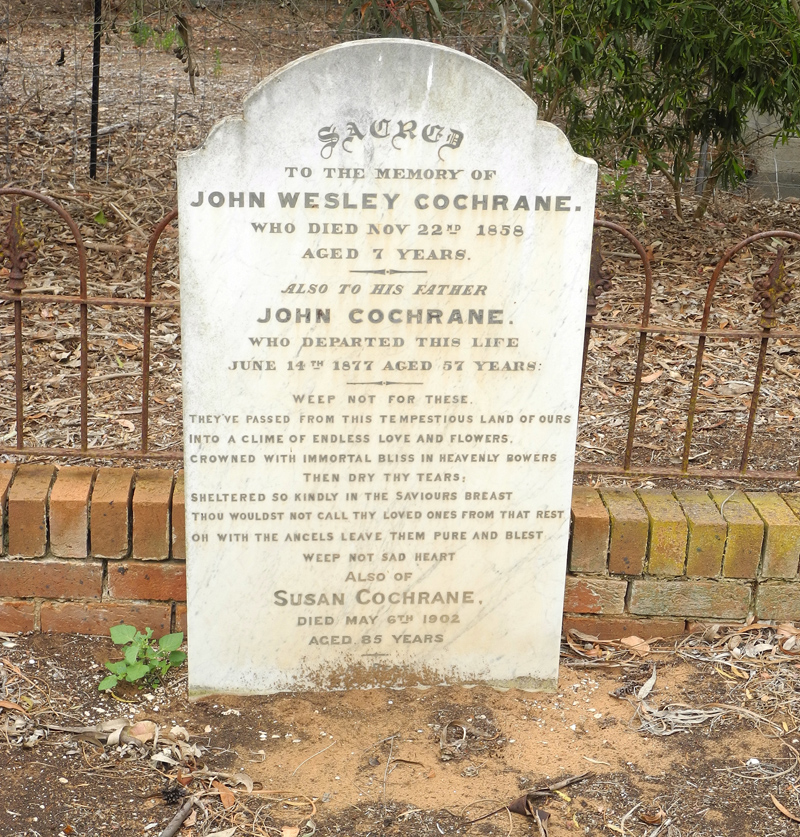 SACRED
TO THE MEMORY OF
JOHN WESLEY COCHRANE.
WHO DIED NOV 22ND 1858
AGED 7 YEARS.
ALSO TO HIS FATHER
JOHN COCHRANE.
WHO DEPARTED THIS LIFE
JUNE 14TH 1877 AGED 57 YEARS:
WEEP NOT FOR THESE.
THEY'VE PASSED FROM THIS TEMPESTIOUS LAND OF OURS
INTO A CLIME OF ENDLESS LOVE AND FLOWERS.
CROWNED WITH IMMORTAL BLISS IN HEAVENLY BOWERS
THEN DRY THY TEARS;
SHELTERED SO KINDLY IN THE SAVIOURS BREAST
THOU WOULDST NOT CALL THY LOVED ONES FROM THAT REST
OH WITH THE ANGELS LEAVE THEM PURE AND BLEST
WEEP NOT SAD HEART
ALSO OF
SUSAN COCHRANE.
DIED MAY 6TH 1902
AGED 85 YEARS